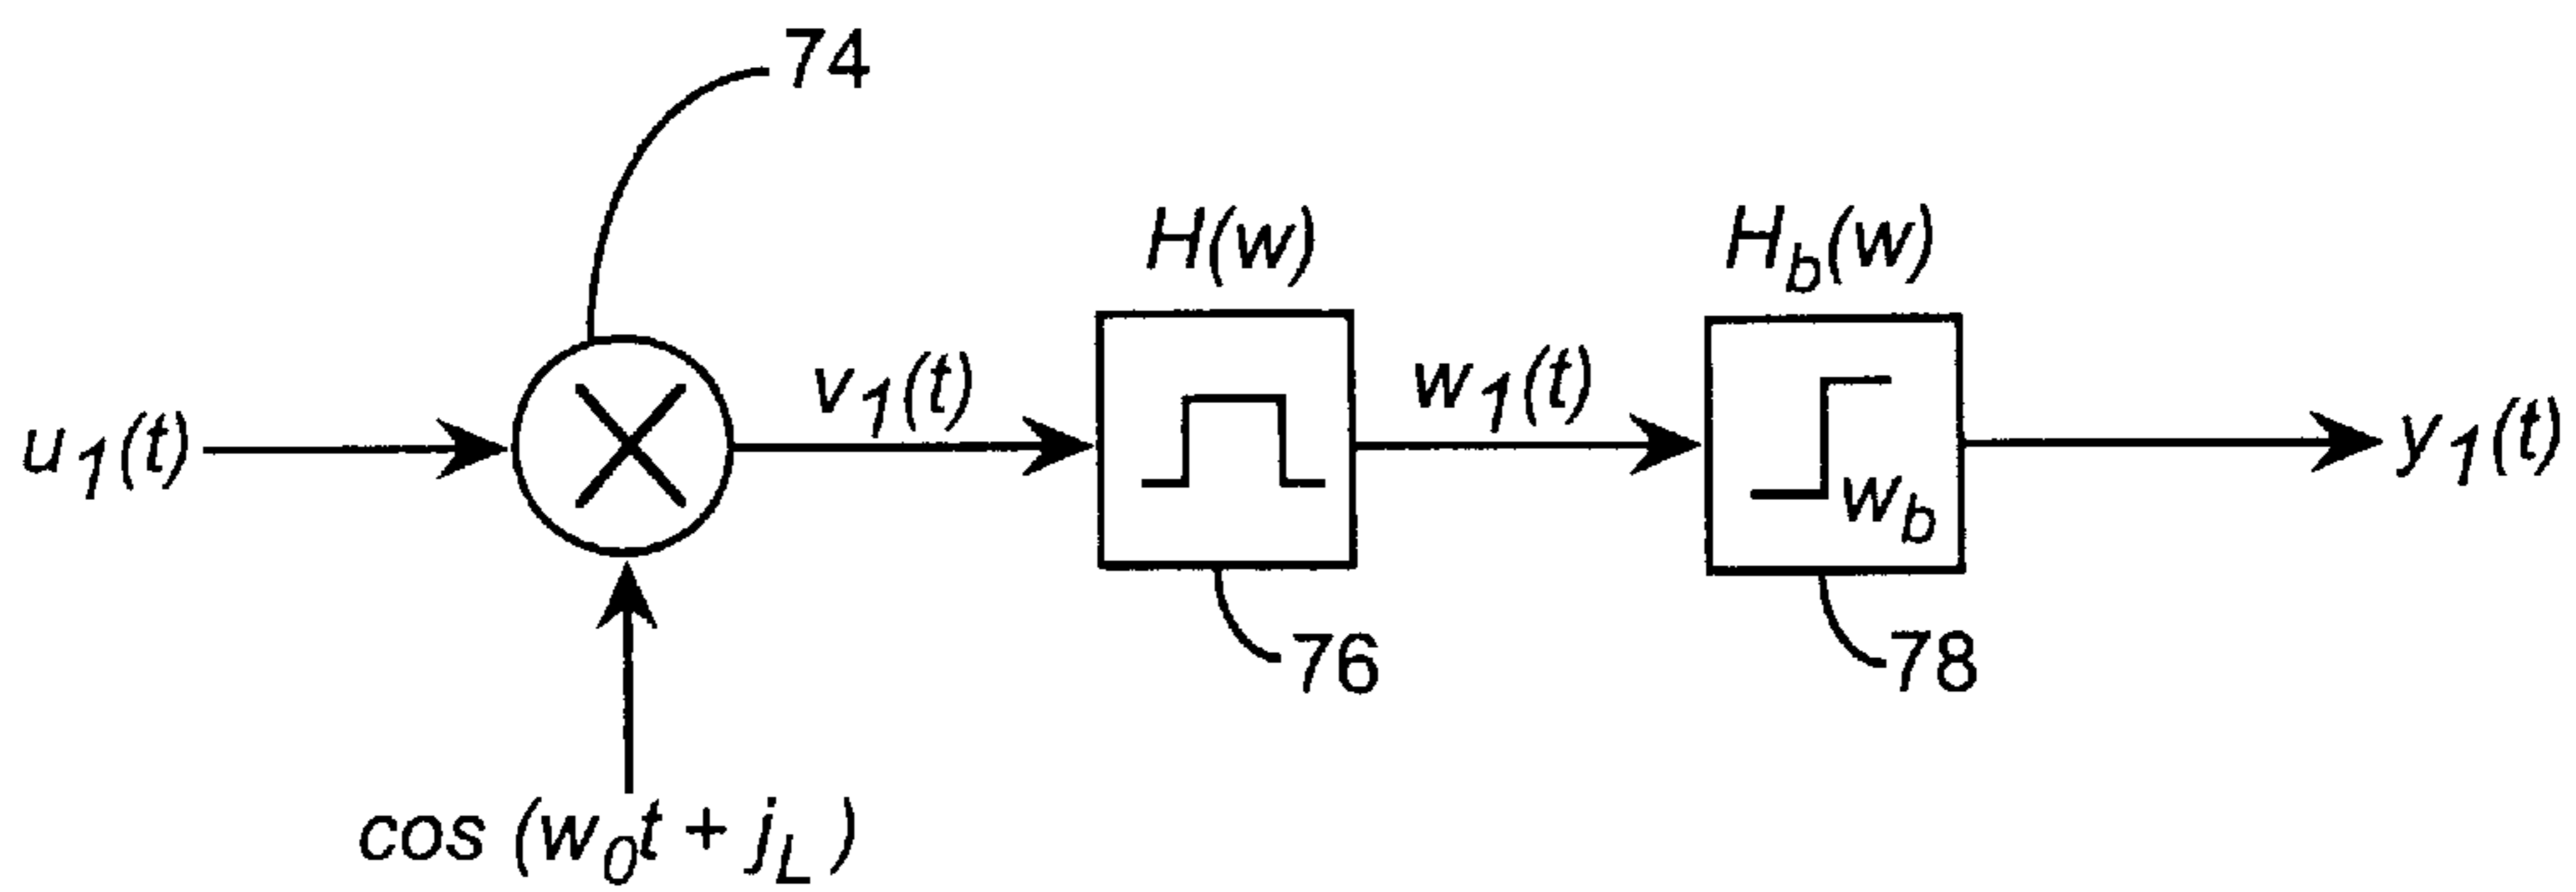 74
H(w)
H_b(w)
u_1(t)
v_1(t)
w_1(t)
w_b
y_1(t)
76
78
cos (w_0t + j_L )